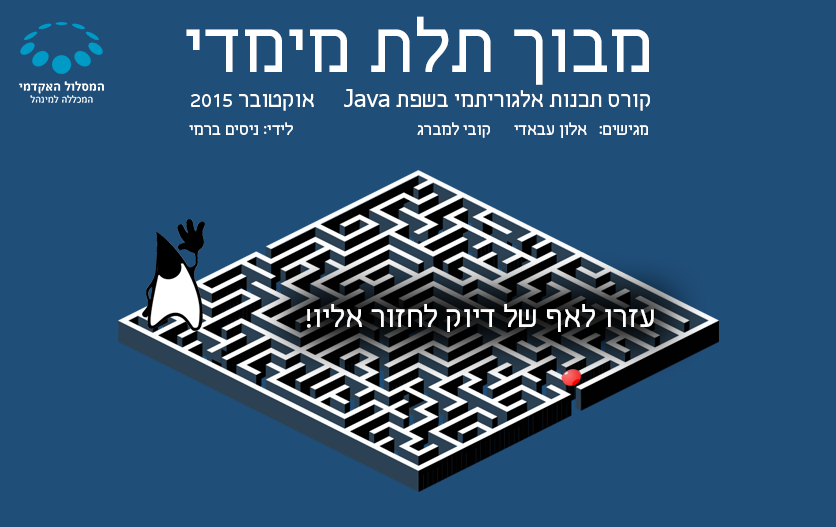 מבוך תלת מימדי
קורס תכנות אלגוריתמי בשפת Java אוקטובר 2015
מגישים: אלון עבאדי קובי למברג לידי: ניסים ברמי
המסלול האקדמי
המכללה למינהל
עזרו לאף של דיוק לחזור אליו!